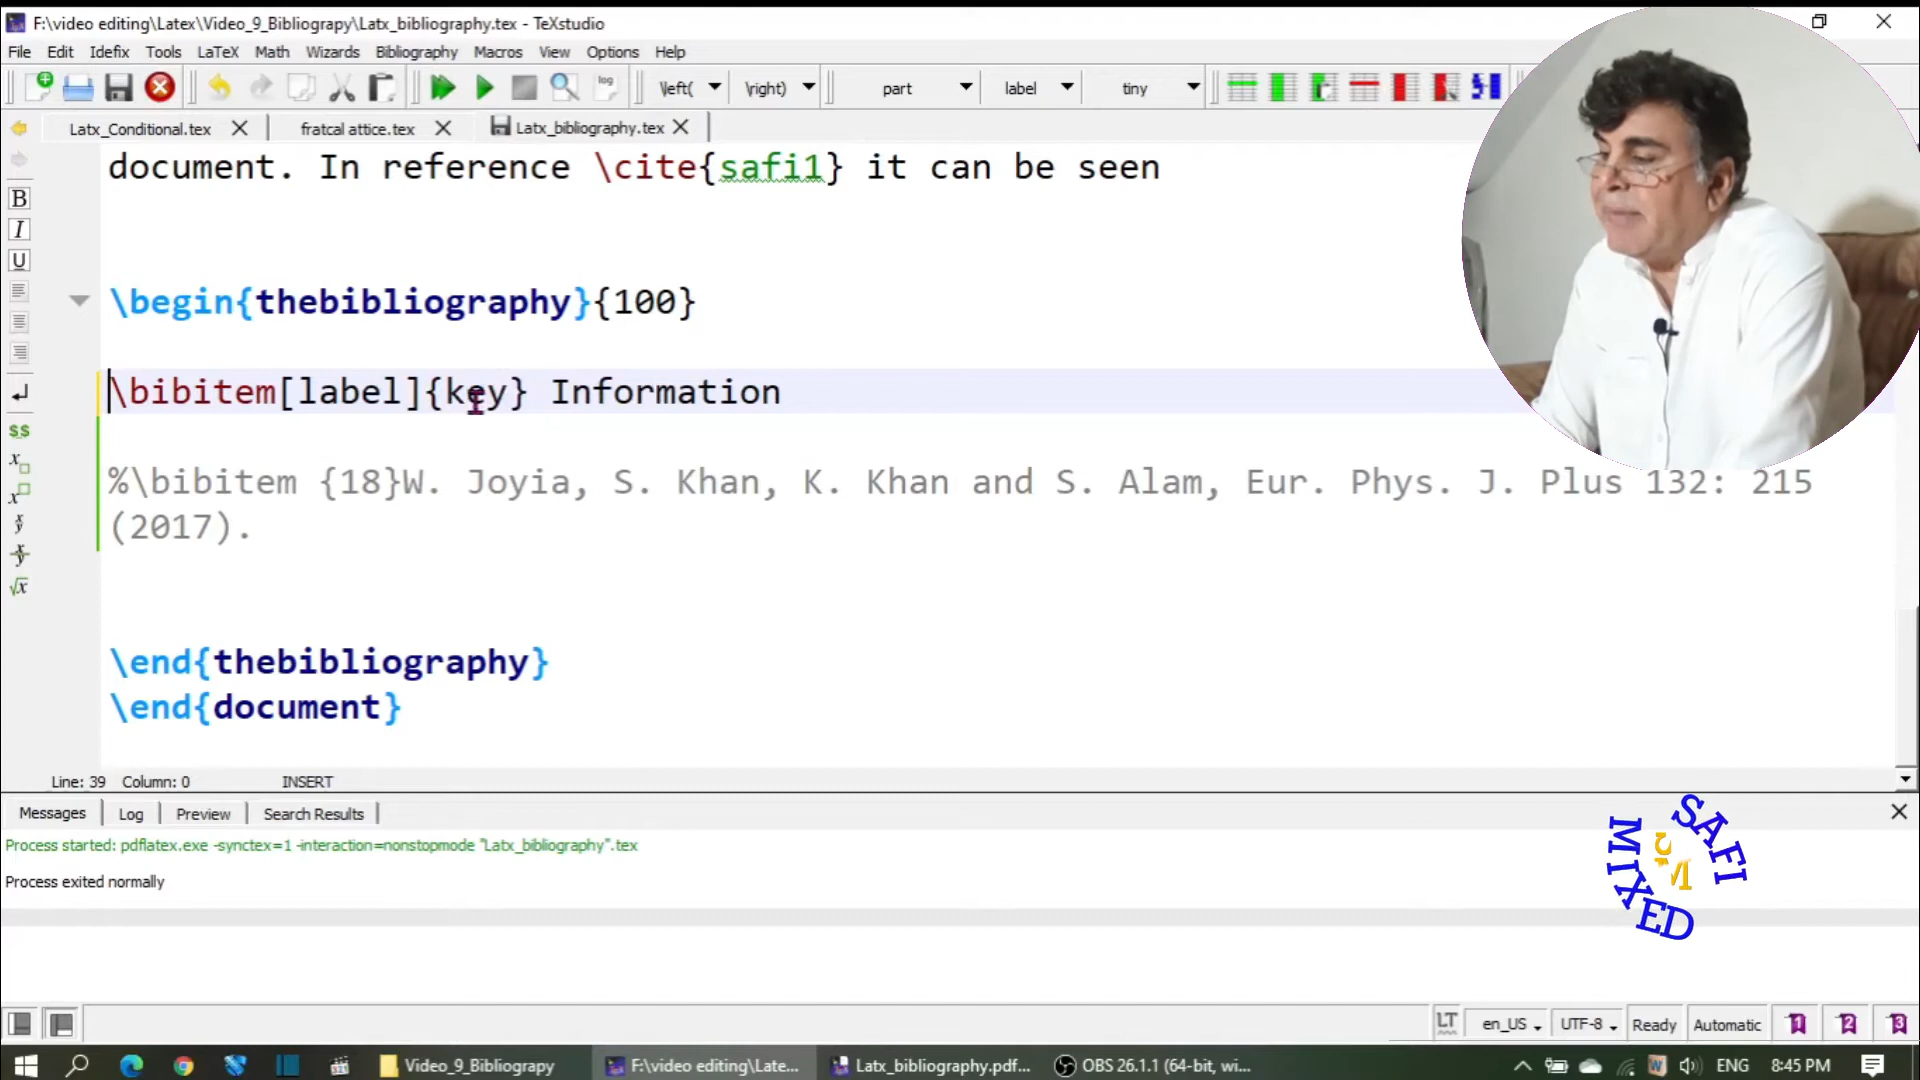 F:\video editing\Latex\Video_9_Bibliograpy\Latx_bibliography.tex - TeXstudio
File Edit Idefix Tools LaTeX Math Wizards Bibliography Macros View Options Help
log \left( \right) part label tiny
Latx_Conditional.tex fratcal attice.tex Latx_bibliography.tex
document. In reference \cite{safi1} it can be seen
\begin{thebibliography}{100}
\bibitem[label]{key} Information
%\bibitem {18}W. Joyia, S. Khan, K. Khan and S. Alam, Eur. Phys. J. Plus 132: 215
(2017).
\end{thebibliography}
\end{document}
Line: 39 Column: 0 INSERT
Messages Log Preview Search Results
Process started: pdflatex.exe -synctex=1 -interaction=nonstopmode "Latx_bibliography".tex
Process exited normally
SAFI
MIXED
LT en_US UTF-8 Ready Automatic 1 2 3
Video_9_Bibliograpy F:\video editing\Late... Latx_bibliography.pdf... OBS 26.1.1 (64-bit, wi... ENG 8:45 PM